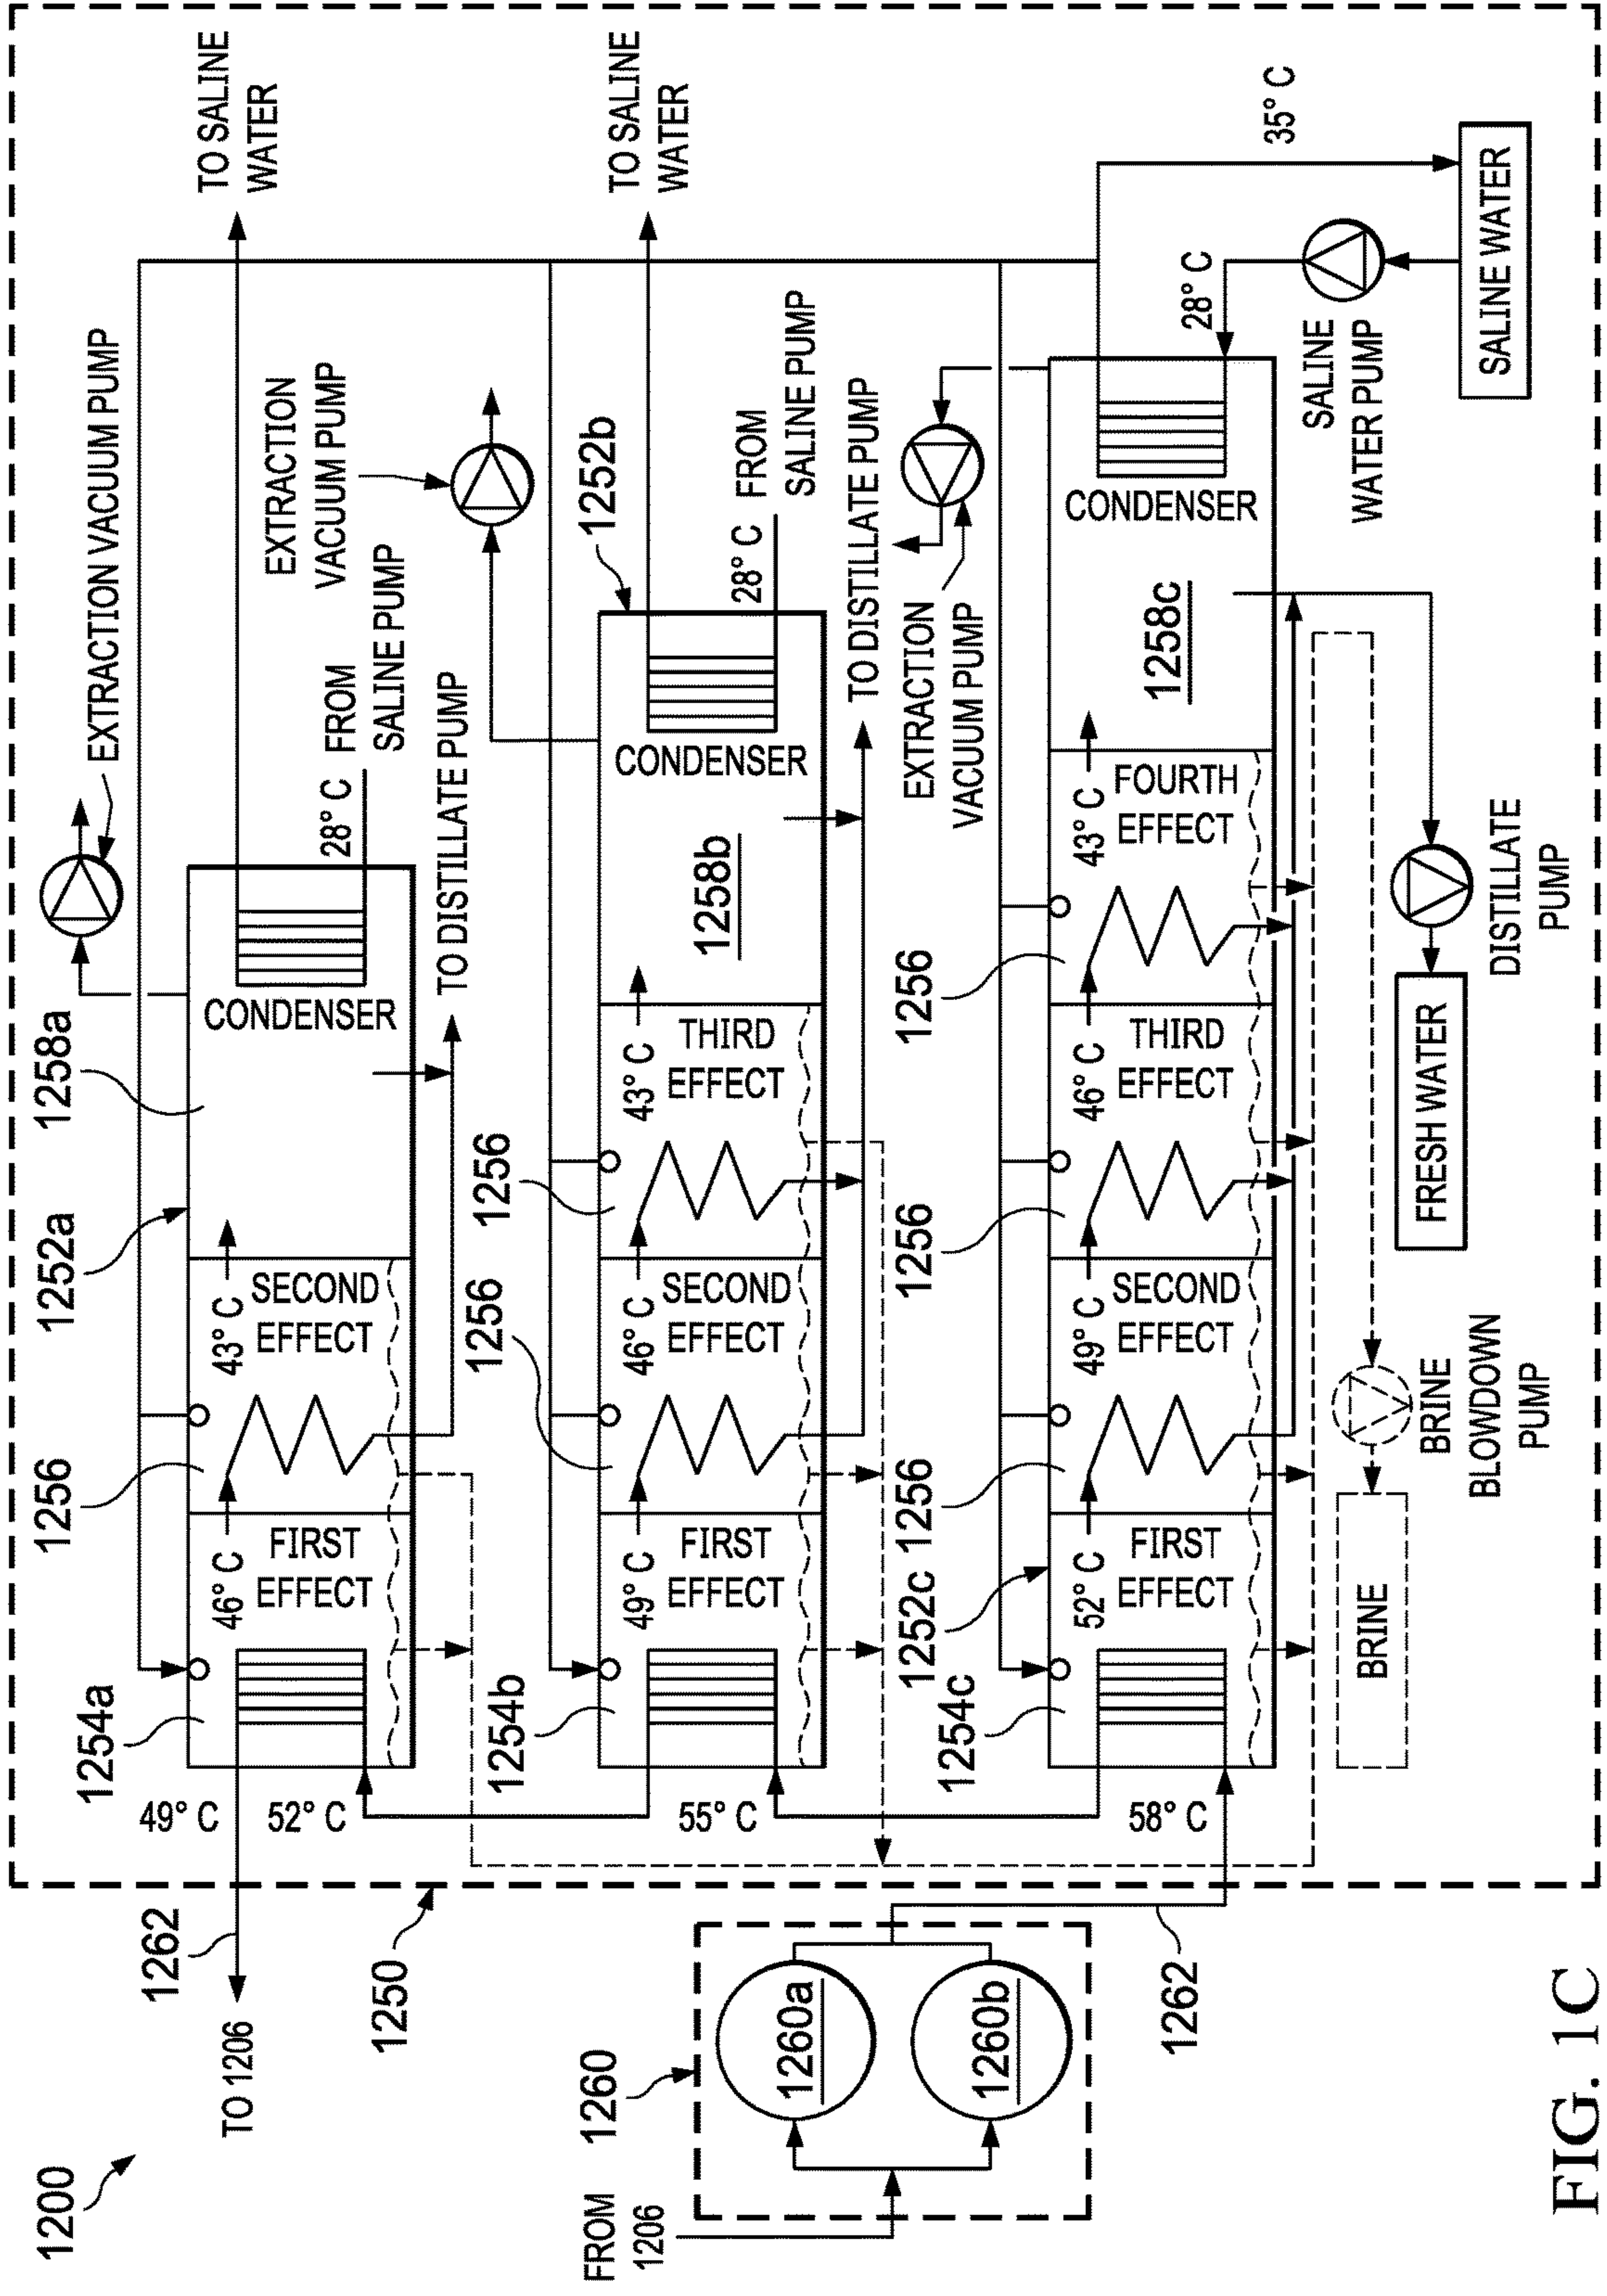 1200
TO 1206
1262
49° C
52° C
1250
EXTRACTION VACUUM PUMP
TO SALINE
WATER
1252a
1258a
1254a
1256
46° C
FIRST
EFFECT
43° C
SECOND
EFFECT
CONDENSER
28° C
FROM
SALINE PUMP
TO DISTILLATE PUMP
EXTRACTION
VACUUM PUMP
TO SALINE
WATER
1252b
1254b
1256
1256
49° C
FIRST
EFFECT
46° C
SECOND
EFFECT
43° C
THIRD
EFFECT
1258b
CONDENSER
28° C
FROM
SALINE PUMP
55° C
TO DISTILLATE PUMP
EXTRACTION
VACUUM PUMP
1252c
1254c
1256
1256
1256
52° C
FIRST
EFFECT
49° C
SECOND
EFFECT
46° C
THIRD
EFFECT
43° C
FOURTH
EFFECT
1258c
CONDENSER
28° C
35° C
58° C
SALINE
WATER PUMP
SALINE WATER
BRINE
BRINE
BLOWDOWN
PUMP
FRESH WATER
DISTILLATE
PUMP
FROM
1206
1260
1260a
1260b
1262
FIG. 1C